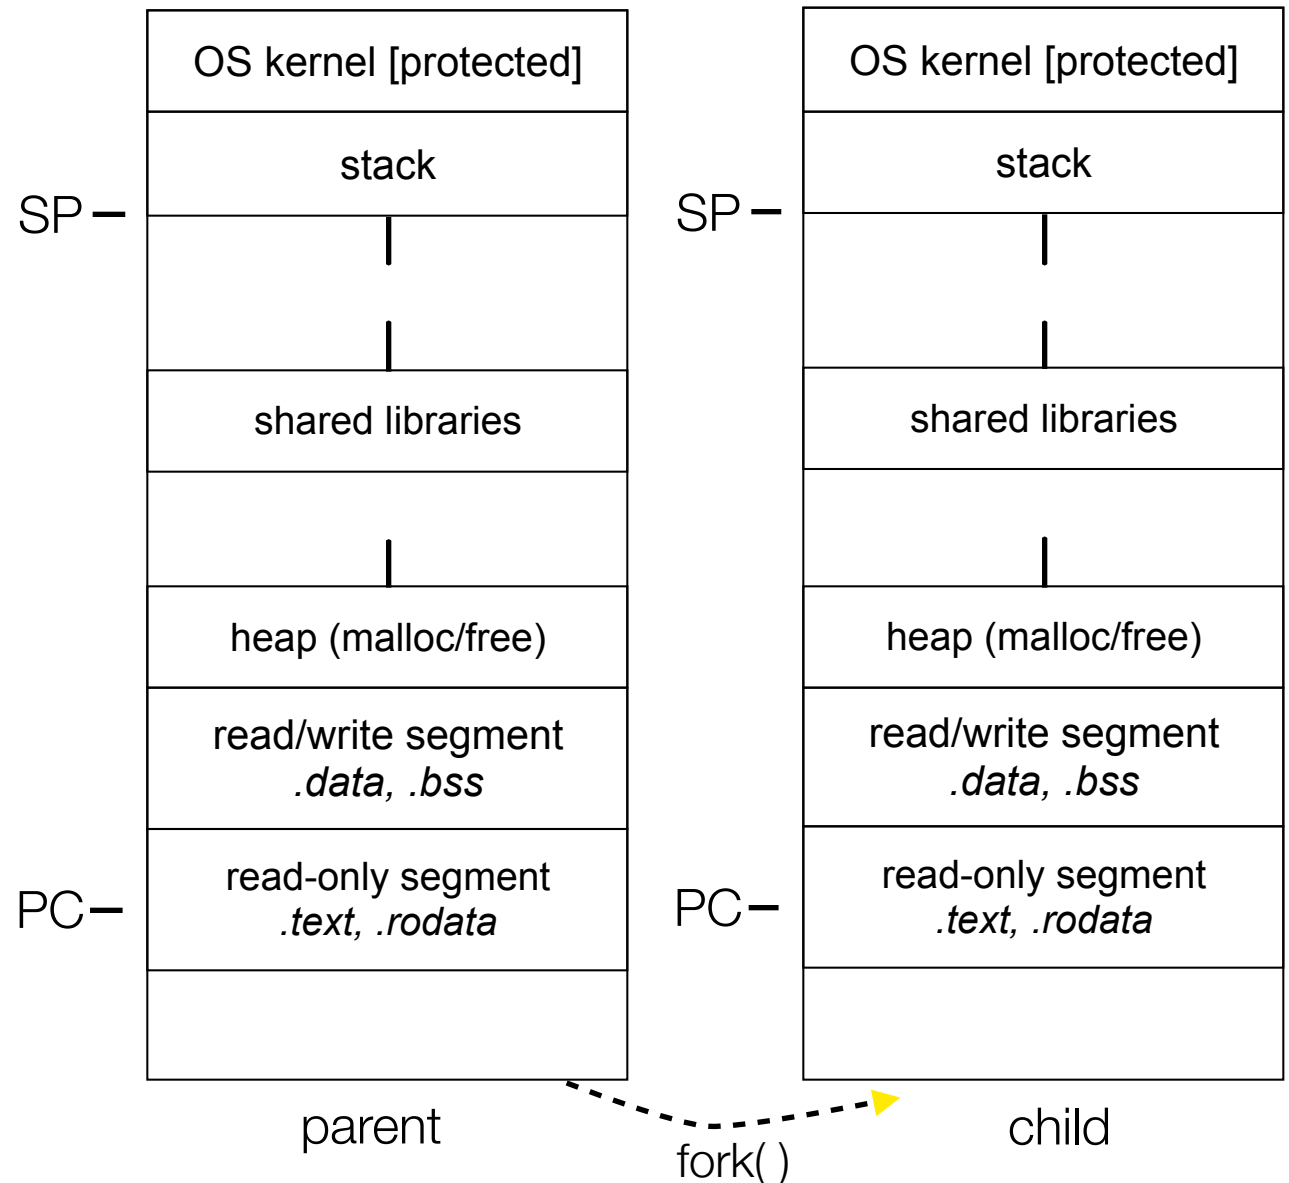 OS kernel [protected]
stack
SP
shared libraries
heap (malloc/free)
read/write segment
.data, .bss
read-only segment
.text, .rodata
PC
parent
OS kernel [protected]
stack
SP
shared libraries
heap (malloc/free)
read/write segment
.data, .bss
read-only segment
.text, .rodata
PC
child
fork( )